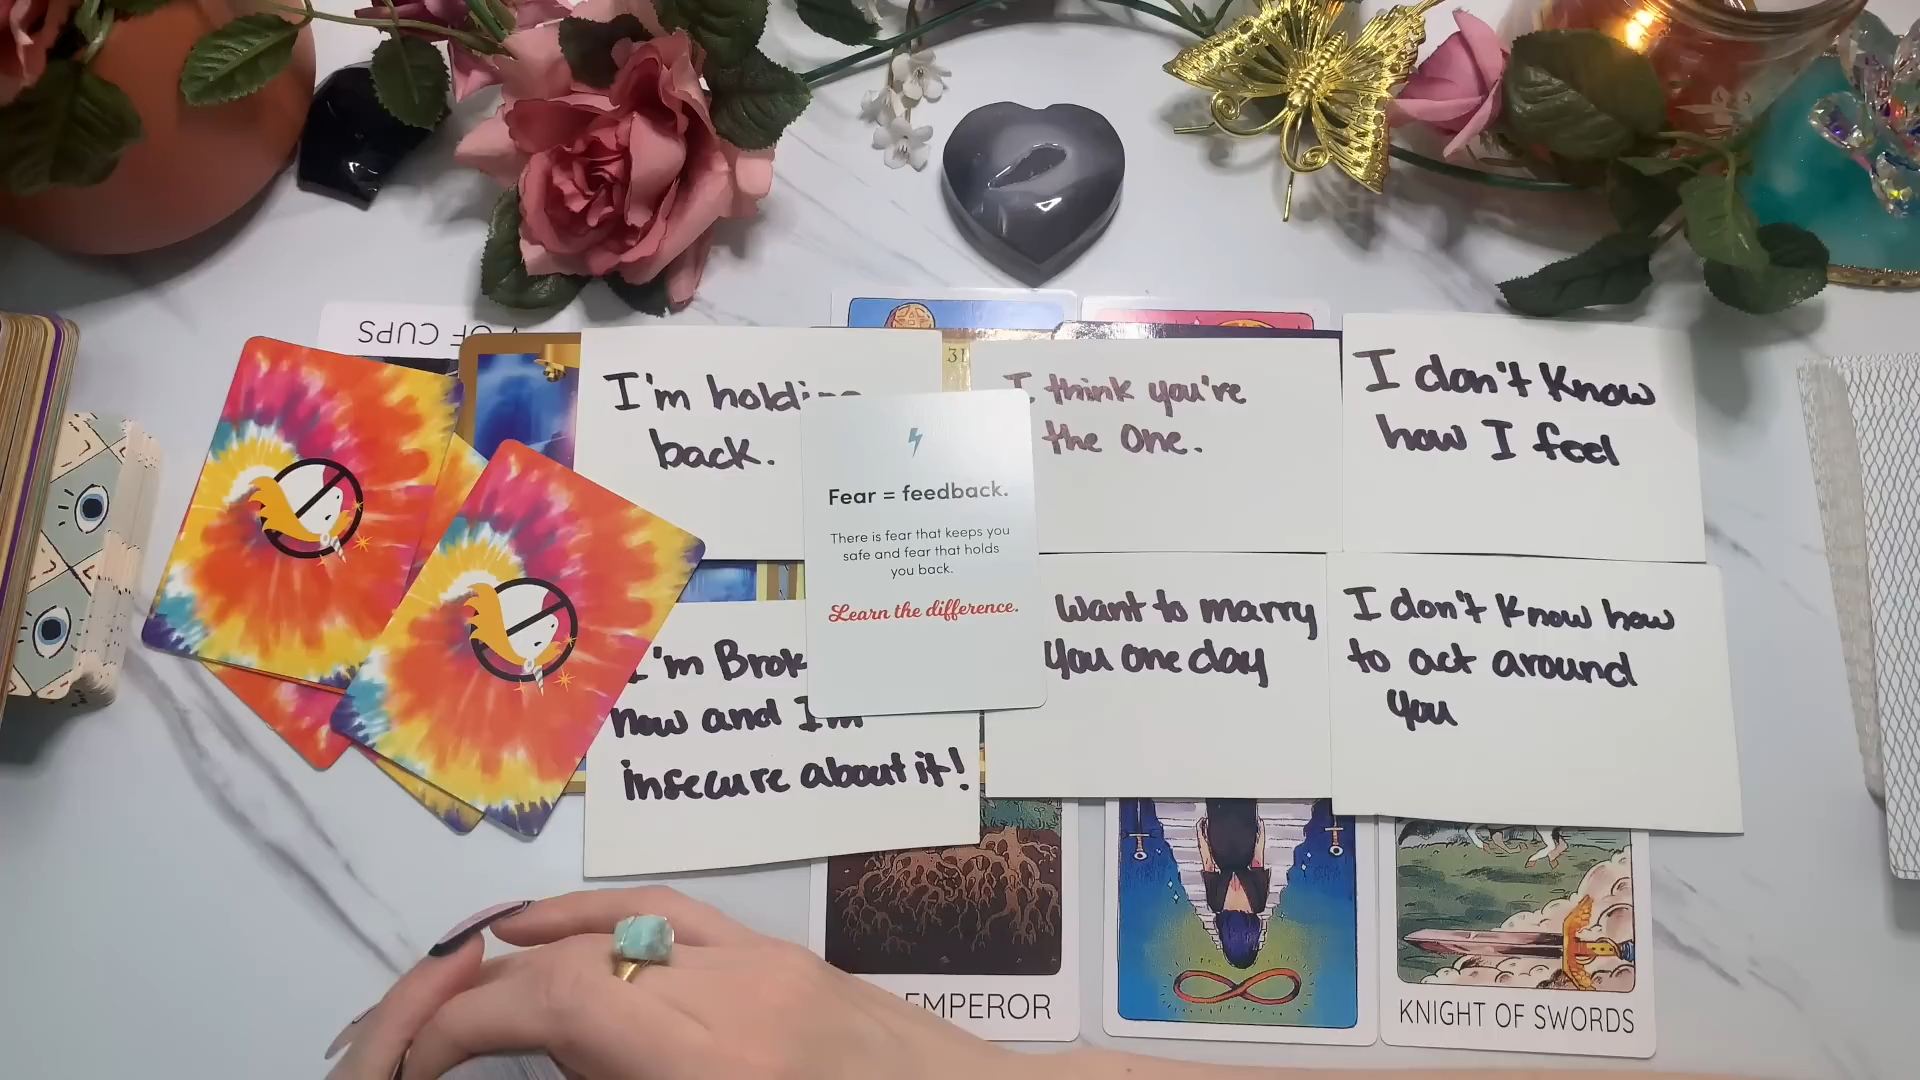 OF CUPS
I'm holding
back.
31
I think you're
the One.
I don't know
how I feel
Fear = feedback.
There is fear that keeps you
safe and fear that holds
you back.
Learn the difference.
I'm Brok
now and I'm
insecure about it!
Want to marry
you one day
I don't know how
to act around
you
EMPEROR
KNIGHT OF SWORDS